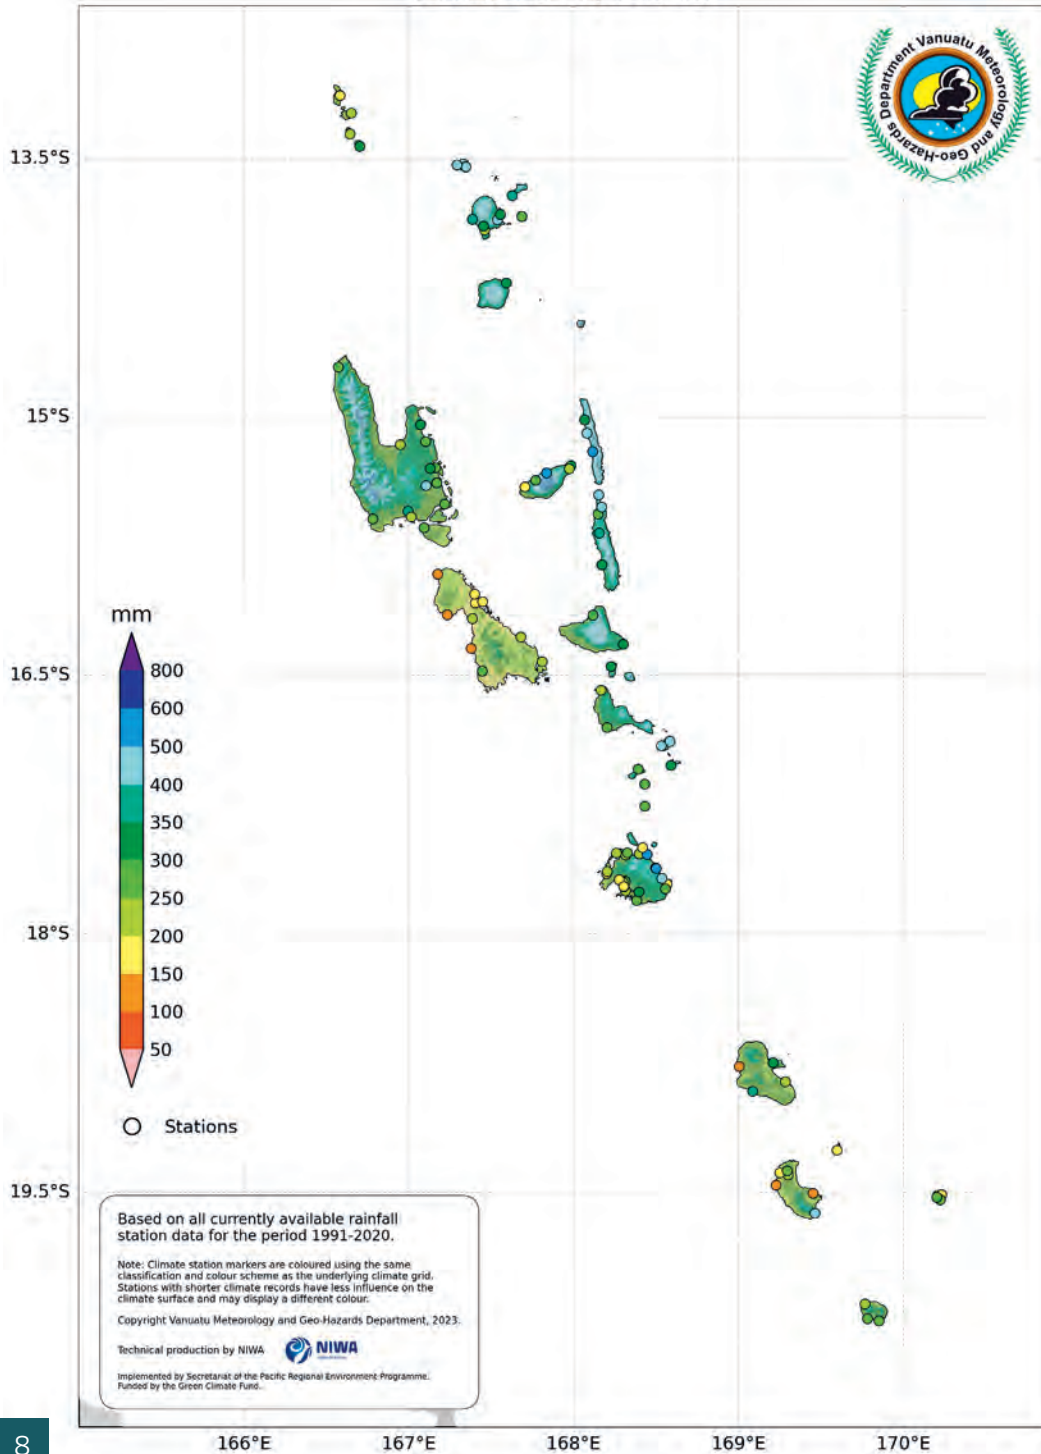 Vanuatu Meteorology and Geo-Hazards Department
13.5°S
15°S
16.5°S
18°S
19.5°S
mm
800
600
500
400
350
300
250
200
150
100
50
Stations
Based on all currently available rainfall
station data for the period 1991-2020.
Note: Climate station markers are coloured using the same
classification and colour scheme as the underlying climate grid.
Stations with shorter climate records have less influence on the
climate surface and may display a different colour.
Copyright Vanuatu Meteorology and Geo-Hazards Department, 2023.
Technical production by NIWA
NIWA
Implemented by Secretariat of the Pacific Regional Environment Programme.
Funded by the Green Climate Fund.
166°E
167°E
168°E
169°E
170°E
8